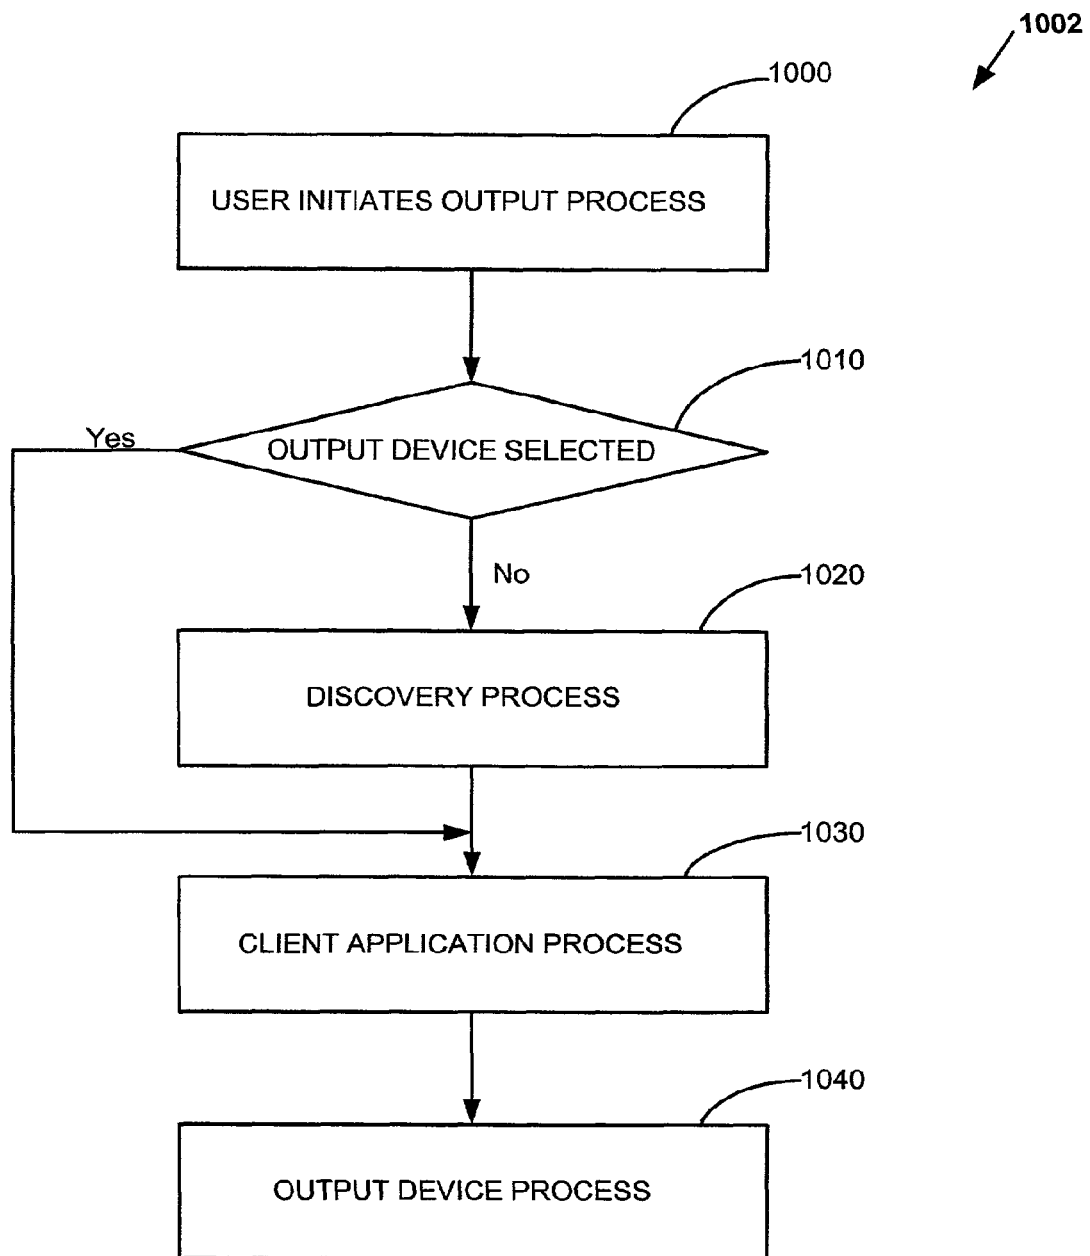 1002
1000
USER INITIATES OUTPUT PROCESS
1010
Yes
OUTPUT DEVICE SELECTED
No
1020
DISCOVERY PROCESS
1030
CLIENT APPLICATION PROCESS
1040
OUTPUT DEVICE PROCESS